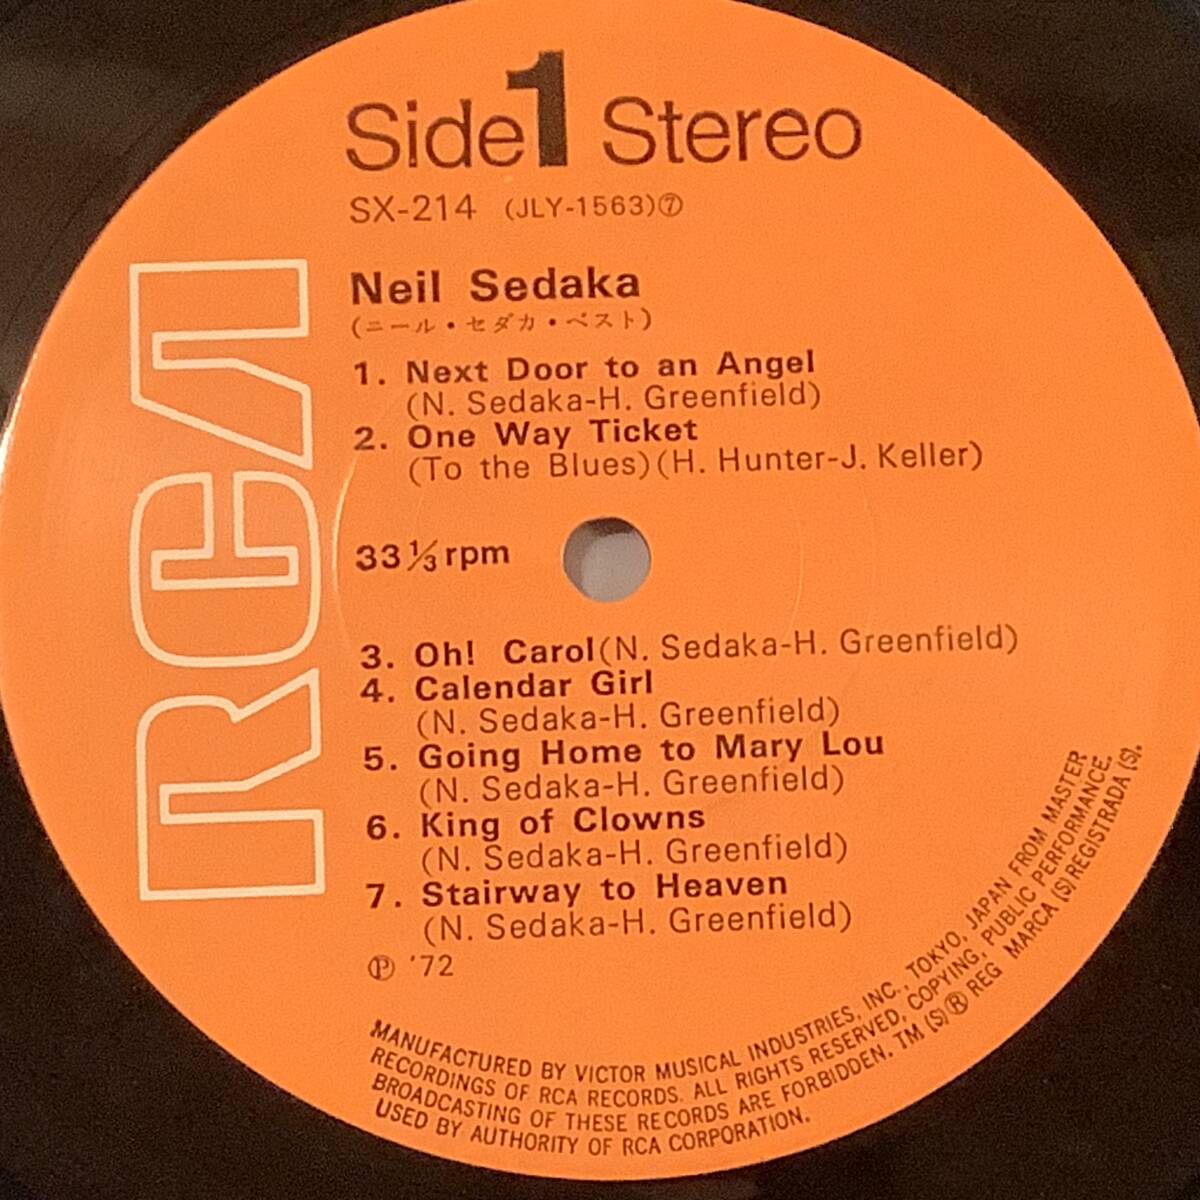 Side 1 Stereo
SX-214 (JLY-1563)⑦
RCA
Neil Sedaka
(ニール・セダカ・ベスト)
1. Next Door to an Angel
(N. Sedaka-H. Greenfield)
2. One Way Ticket
(To the Blues)(H. Hunter-J. Keller)
33⅓rpm
3. Oh! Carol(N. Sedaka-H. Greenfield)
4. Calendar Girl
(N. Sedaka-H. Greenfield)
5. Going Home to Mary Lou
(N. Sedaka-H. Greenfield)
6. King of Clowns
(N. Sedaka-H. Greenfield)
7. Stairway to Heaven
(N. Sedaka-H. Greenfield)
℗ '72
MANUFACTURED BY VICTOR MUSICAL INDUSTRIES, INC., TOKYO, JAPAN FROM MASTER
RECORDINGS OF RCA RECORDS. ALL RIGHTS RESERVED, COPYING, PUBLIC PERFORMANCE,
BROADCASTING OF THESE RECORDS ARE FORBIDDEN. TM (S) ® REG MARCA (S) REGISTRADA (S).
USED BY AUTHORITY OF RCA CORPORATION.